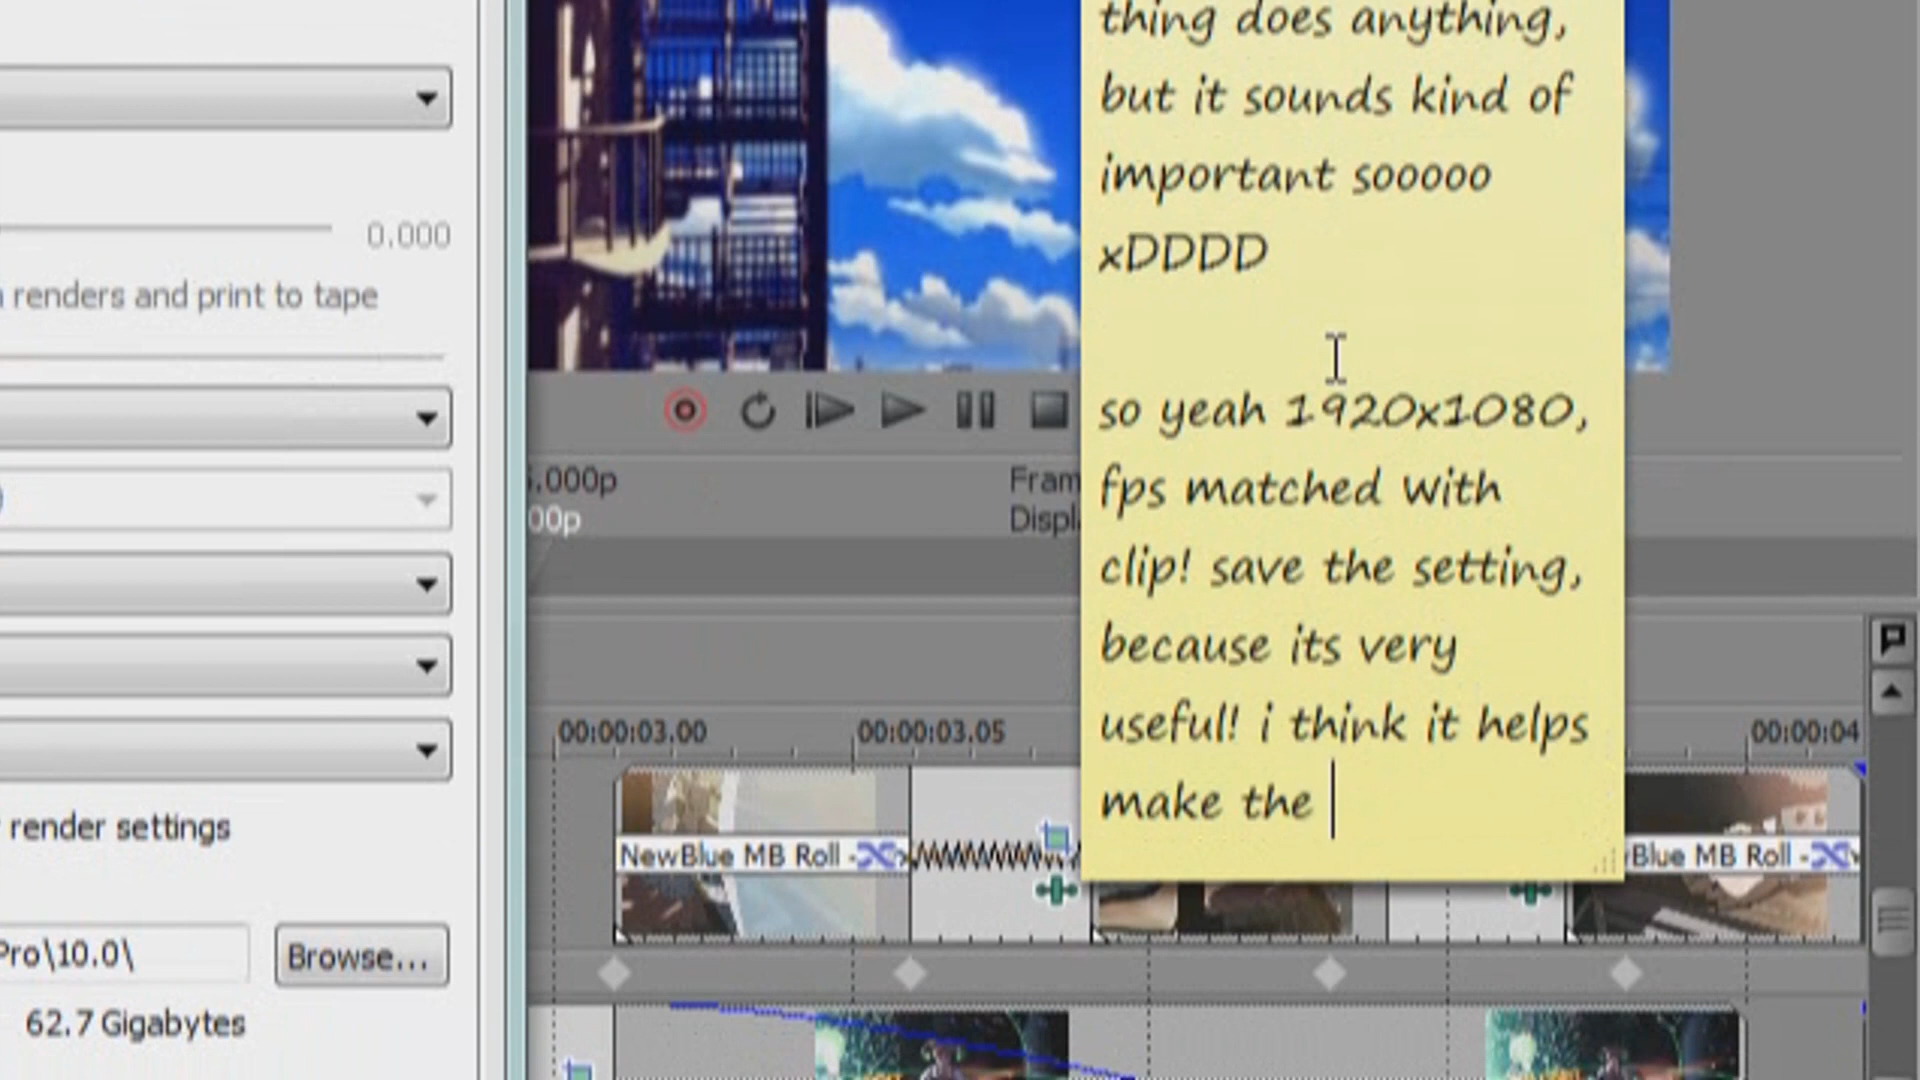 thing does anything,
but it sounds kind of
important sooooo
xDDDD
so yeah 1920x1080,
fps matched with
clip! save the setting,
because its very
useful! i think it helps
make the
0.000
renders and print to tape
render settings
Pro\10.0\
Browse...
62.7 Gigabytes
.000p
00p
Fram
Displ
00:00:03.00
00:00:03.05
00:00:04
NewBlue MB Roll -
Blue MB Roll -